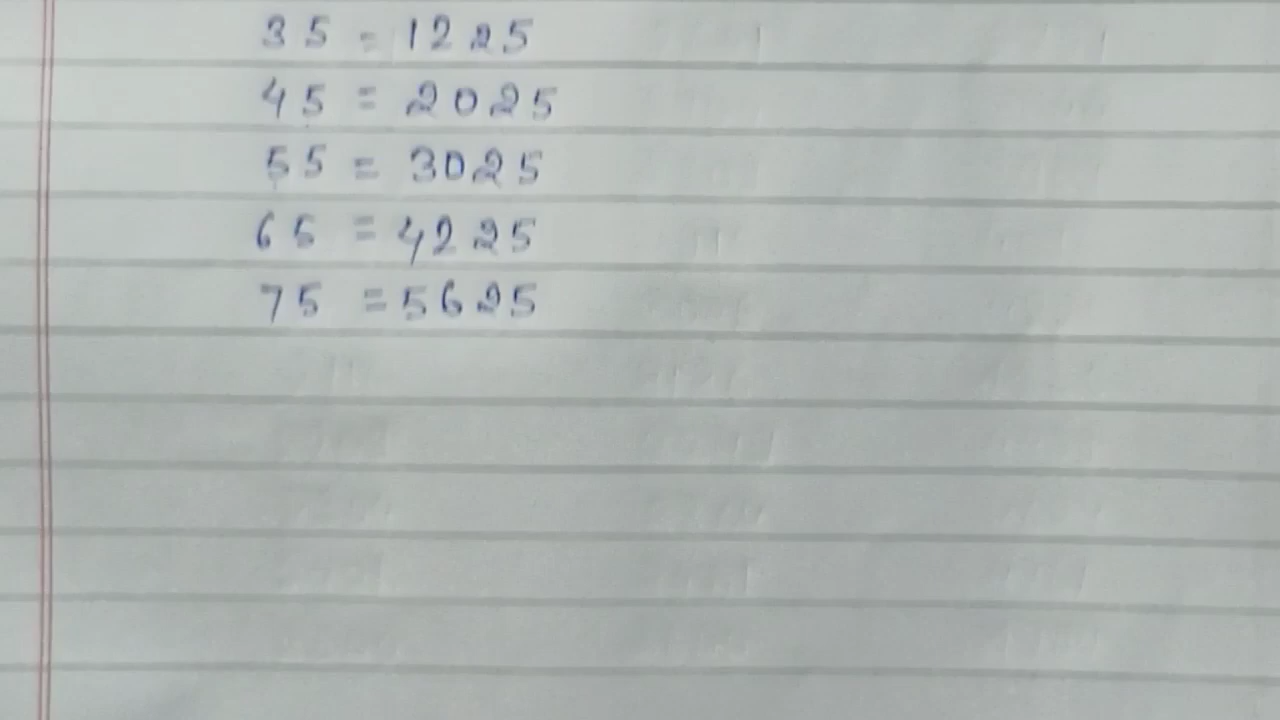 35 = 1225
45 = 2025
55 = 3025
65 = 4225
75 = 5625